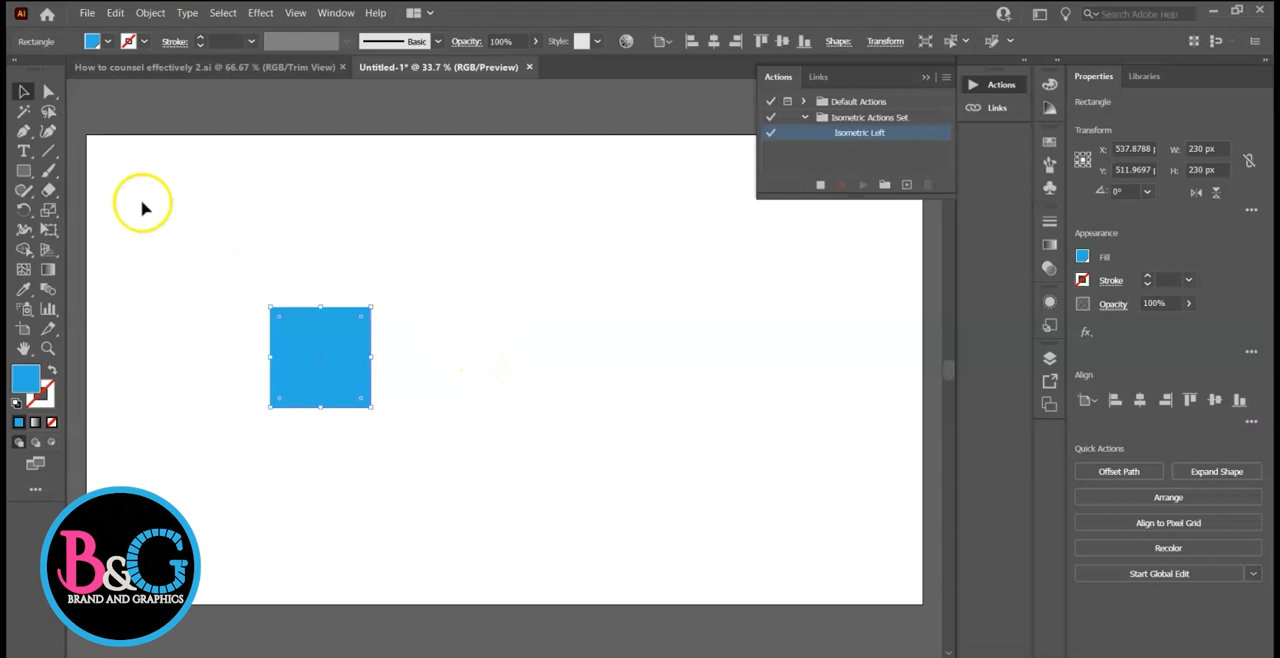 Ai File Edit Object Type Select Effect View Window Help Search Adobe Help
Rectangle Stroke: Basic Opacity: 100% Style: Shape: Transform
How to counsel effectively 2.ai @ 66.67 % (RGB/Trim View) × Untitled-1* @ 33.7 % (RGB/Preview) ×
Actions Links
Default Actions
Isometric Actions Set
Isometric Left
Actions
Links
Properties Libraries
Rectangle
Transform
X: 537.8788 p W: 230 px
Y: 511.9697 p H: 230 px
0°
Appearance
Fill
Stroke
Opacity 100%
fx.
Align
Quick Actions
Offset Path Expand Shape
Arrange
Align to Pixel Grid
Recolor
Start Global Edit
B&G
BRAND AND GRAPHICS